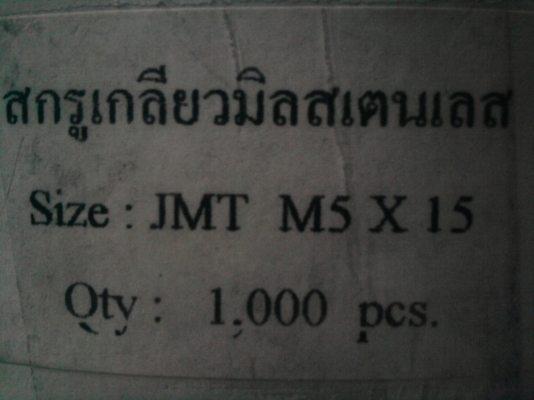 สกรูเกลียวมิลสเตนเลส
Size : JMT M5 X 15
Qty : 1,000 pcs.